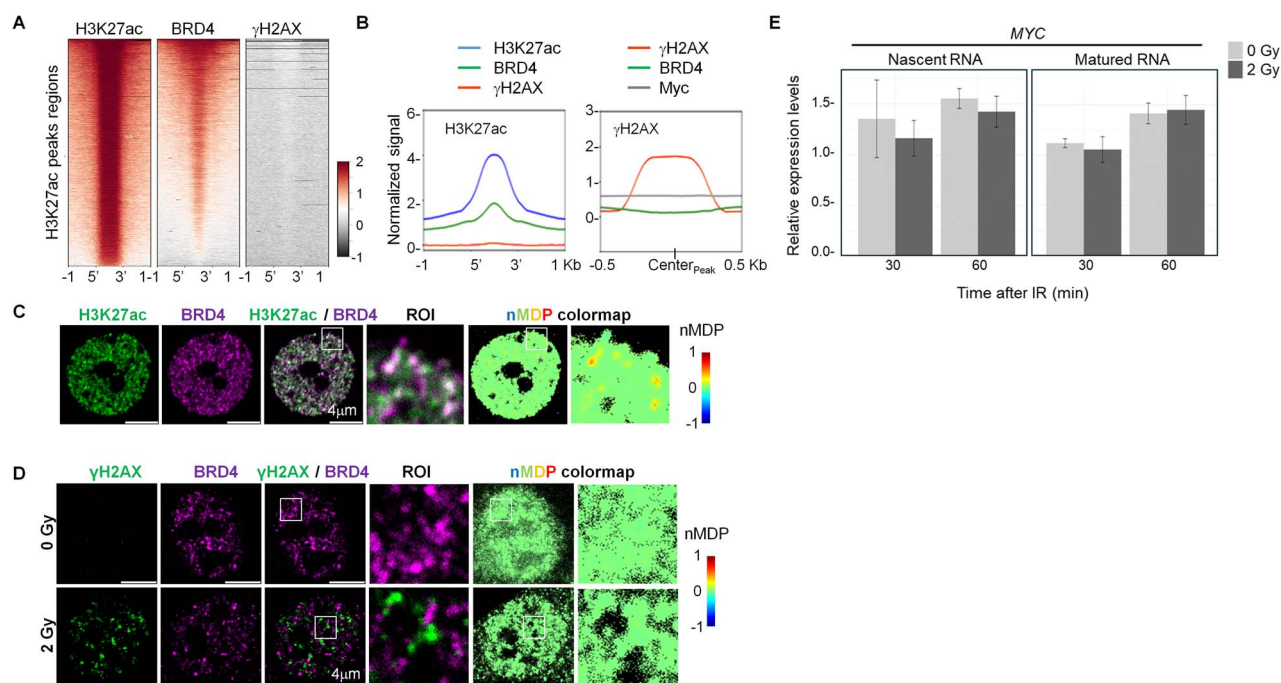 A
H3K27ac BRD4 γH2AX
H3K27ac peaks regions
2
1
0
-1
-1 5' 3' 1-1 5' 3' 1-1 5' 3' 1
B
H3K27ac
BRD4
γH2AX
γH2AX
BRD4
Myc
Normalized signal
H3K27ac
6-
4-
2-
0
-1 5' 3' 1 Kb
γH2AX
3
2
1
0
-0.5 CenterPeak 0.5 Kb
E
MYC
Nascent RNA Matured RNA
0 Gy
2 Gy
Relative expression levels
1.5-
1.0-
0.5-
0.0-
30 60 30 60
Time after IR (min)
C
H3K27ac BRD4 H3K27ac / BRD4 ROI nMDP colormap
4μm
nMDP
1
0
-1
D
γH2AX BRD4 γH2AX / BRD4 ROI nMDP colormap
0 Gy
2 Gy
4μm
nMDP
1
0
-1